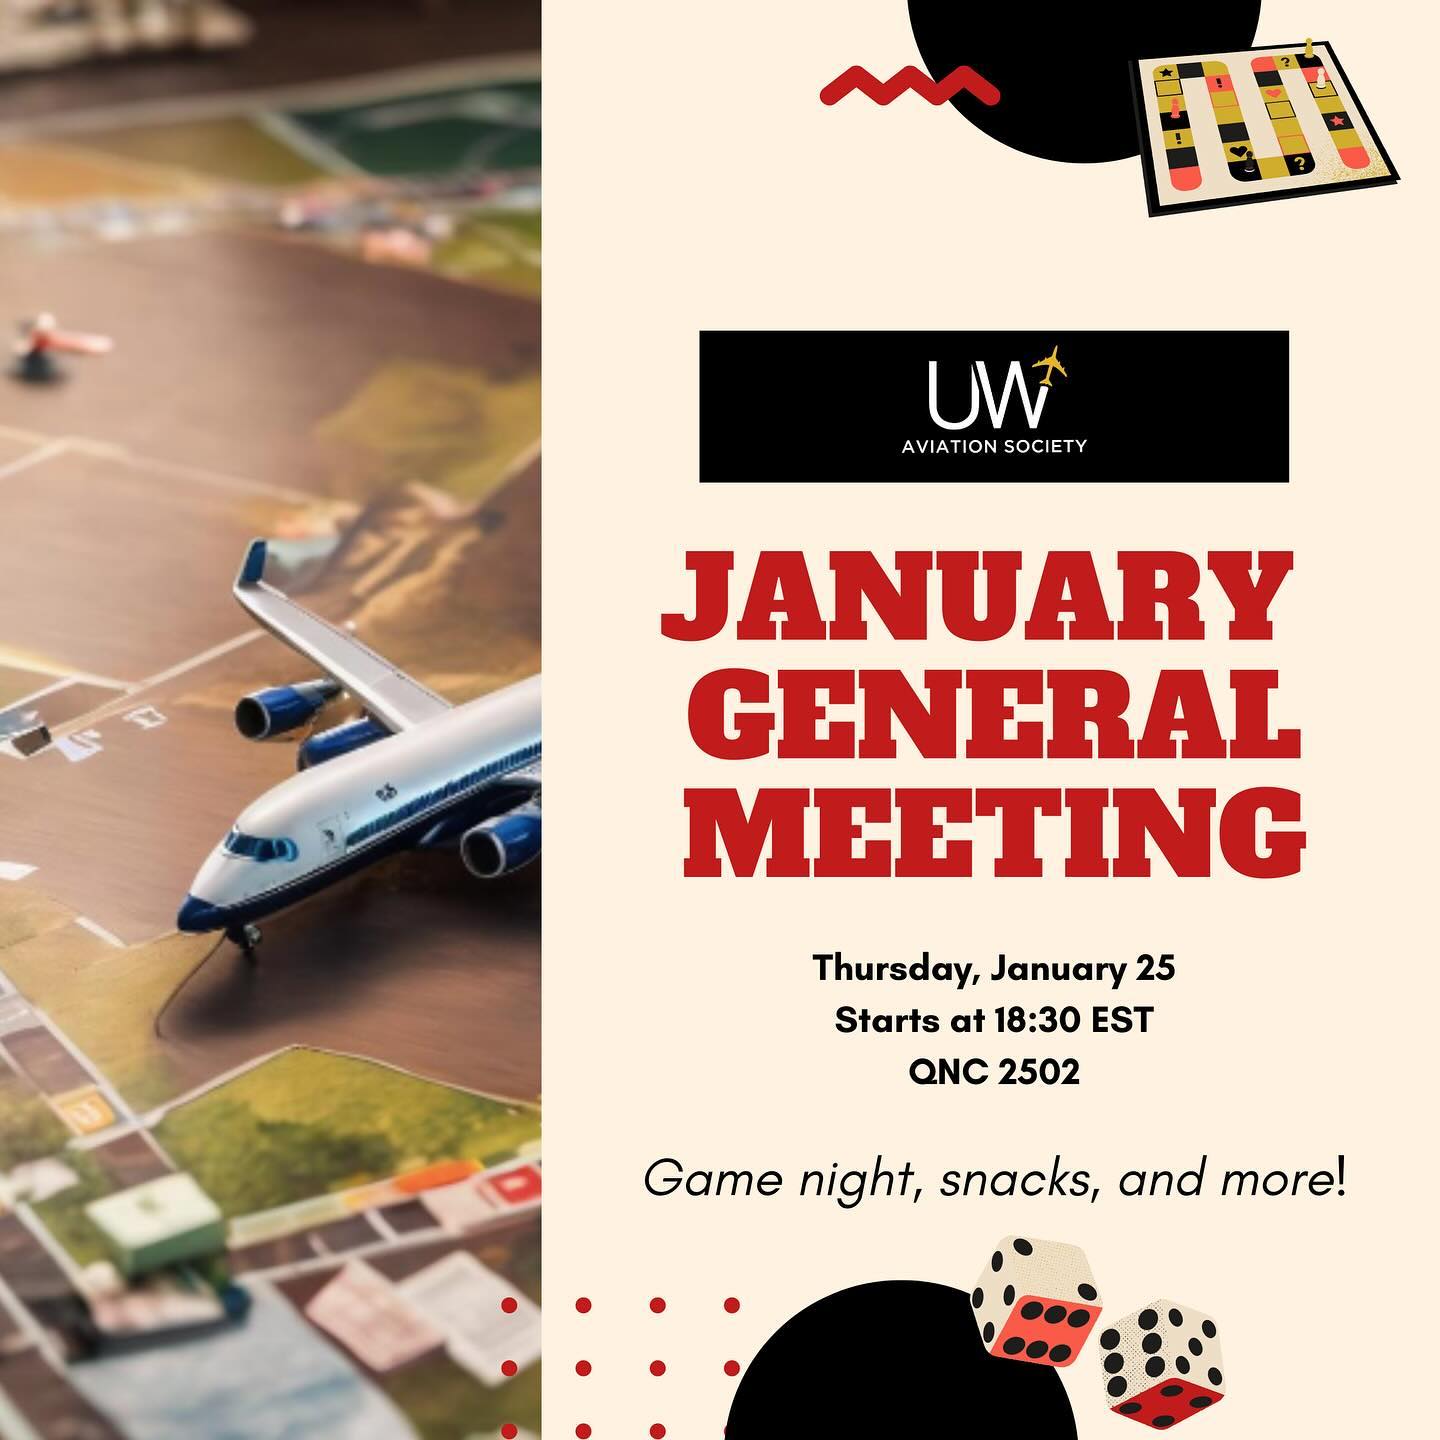 UW
AVIATION SOCIETY
JANUARY
GENERAL
MEETING
Thursday, January 25
Starts at 18:30 EST
QNC 2502
Game night, snacks, and more!